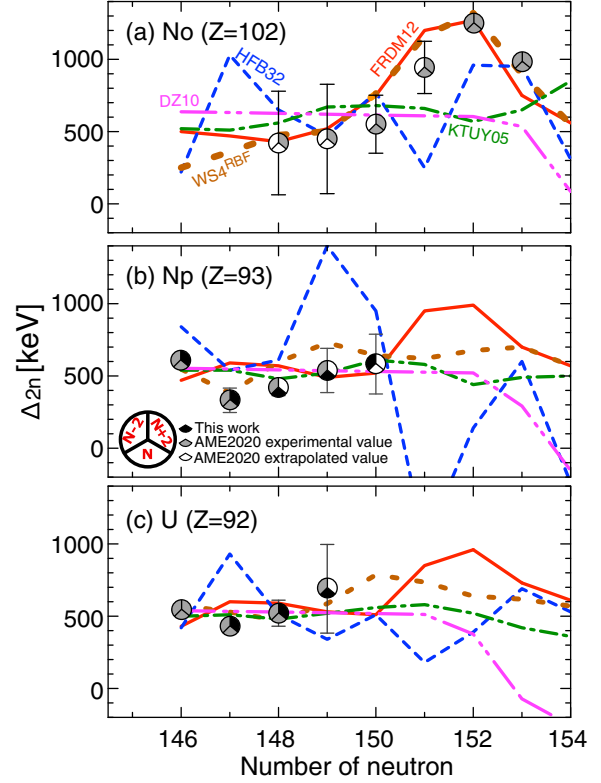 (a) No (Z=102)
HFB32
FRDM12
DZ10
KTUY05
WS4RBF
1000
500
0
(b) Np (Z=93)
1000
500
0
Δ2n [keV]
N-2
N+2
N
This work
AME2020 experimental value
AME2020 extrapolated value
(c) U (Z=92)
1000
500
0
146 148 150 152 154
Number of neutron